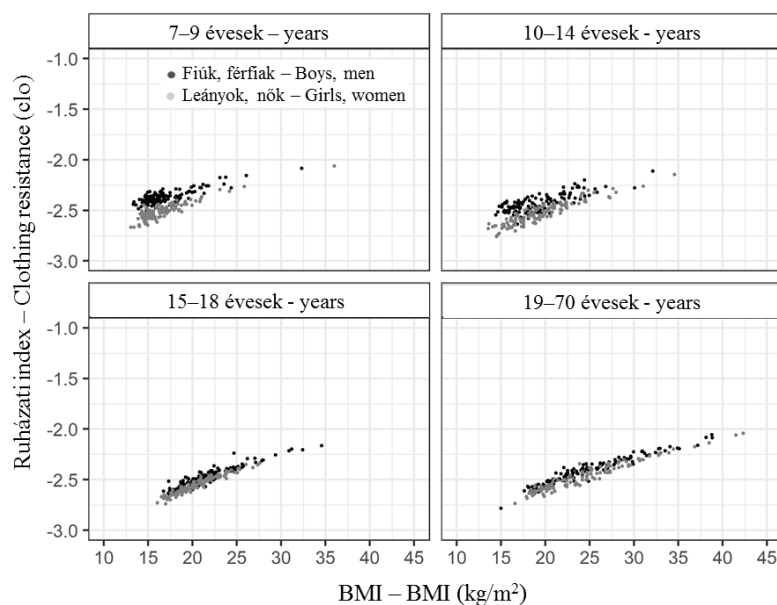 7–9 évesek – years
10–14 évesek - years
Fiúk, férfiak – Boys, men
Leányok, nők – Girls, women
-1.0
-1.5
-2.0
-2.5
-3.0
15–18 évesek - years
19–70 évesek - years
-1.0
-1.5
-2.0
-2.5
-3.0
10 15 20 25 30 35 40 45
10 15 20 25 30 35 40 45
Ruházati index – Clothing resistance (clo)
BMI – BMI (kg/m²)